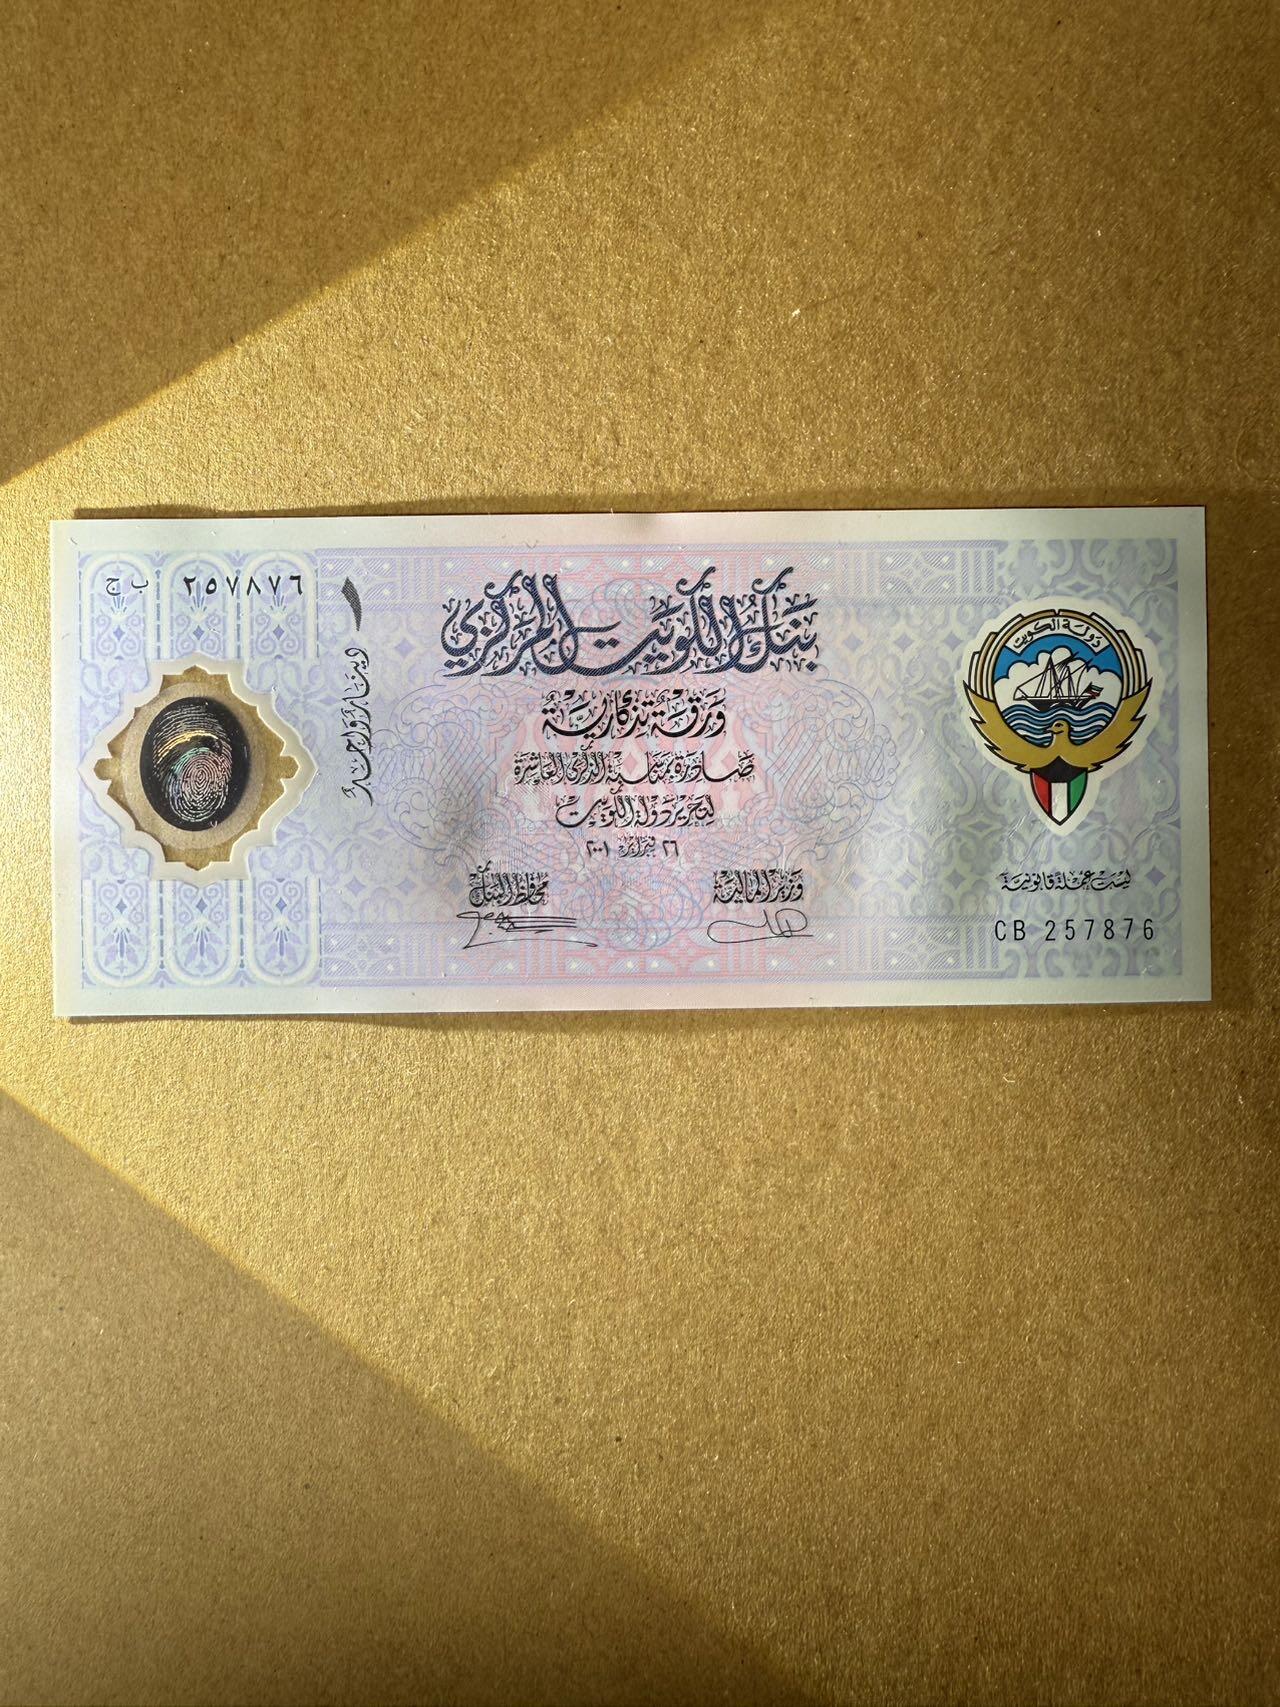 ب ج ٢٥٧٨٧٦
١
دينار واحد
بنك الكويت المركزي
ورقة تذكارية
صادرة بمناسبة الذكرى العاشرة
لتحرير دولة الكويت
٢٦ فبراير ٢٠٠١
وزير المالية
محافظ البنك
دولة الكويت
ليست عملة قانونية
CB 257876